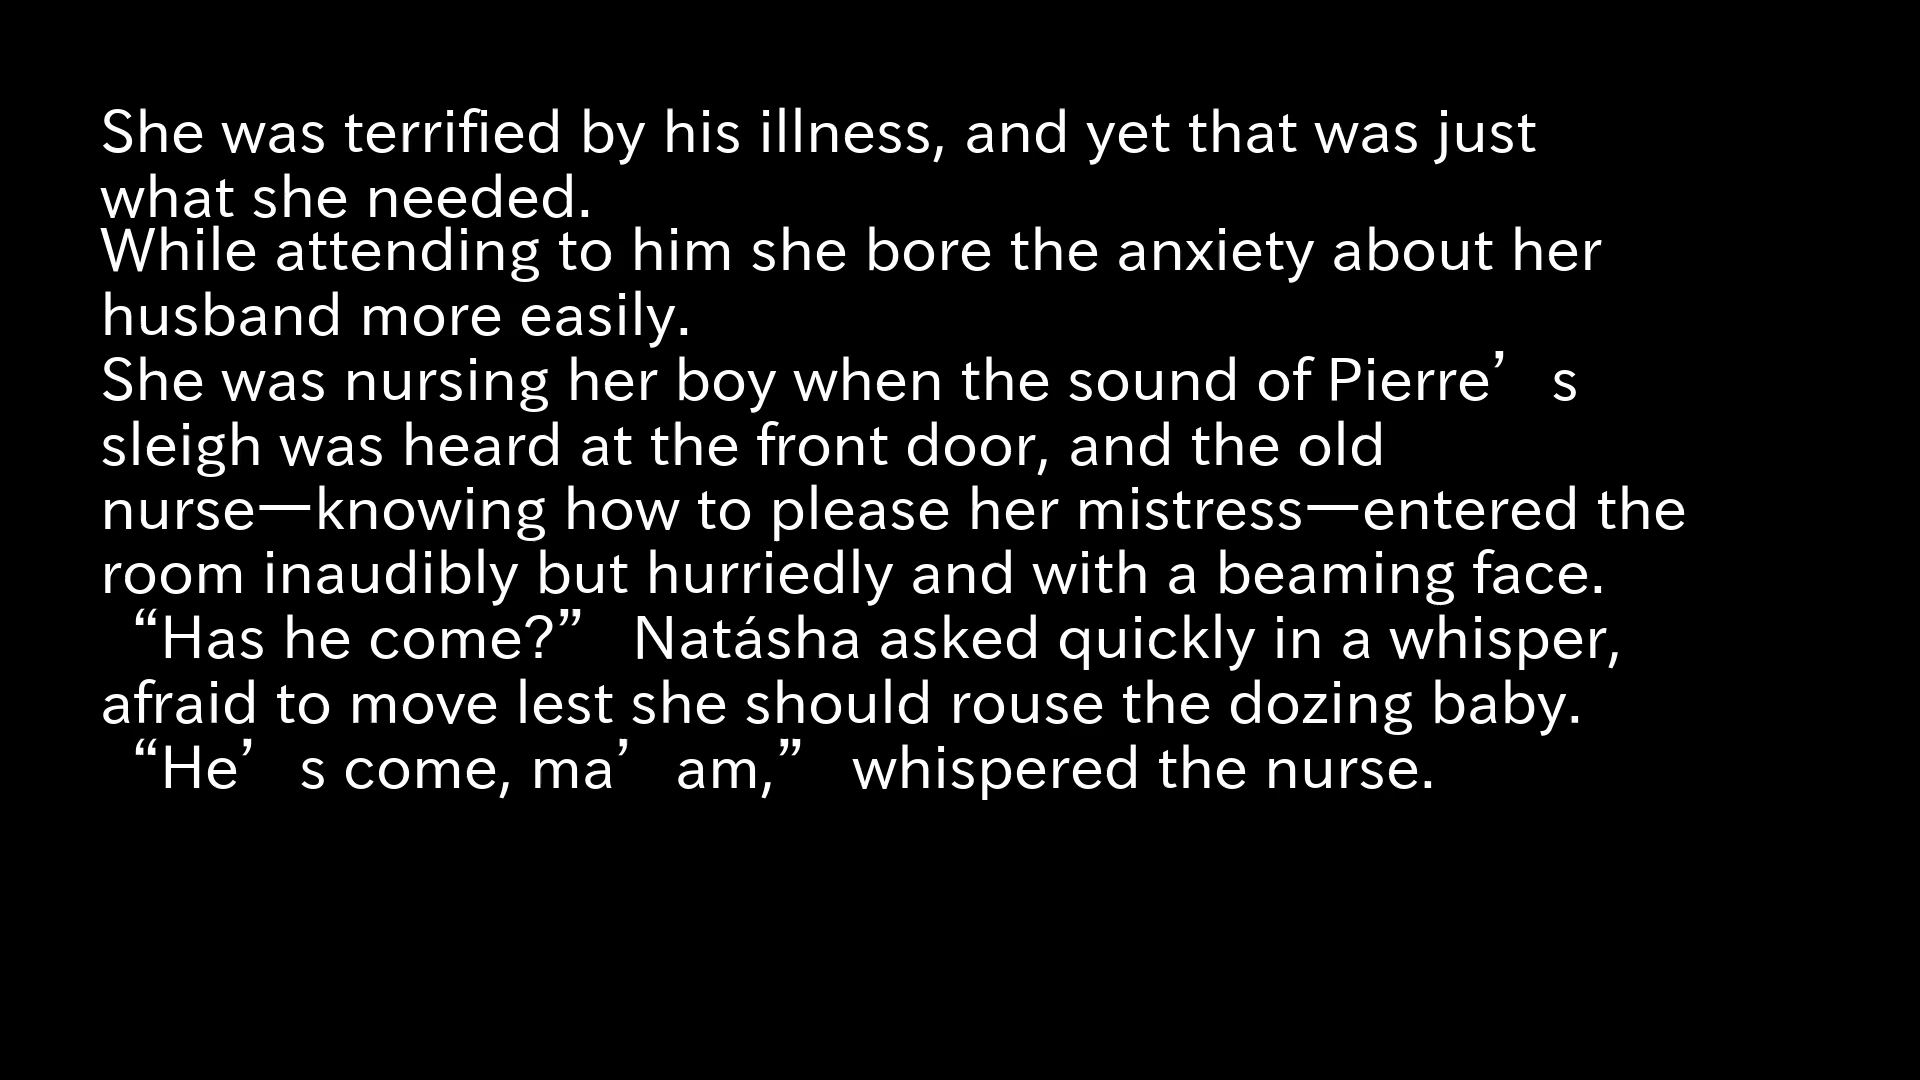 She was terrified by his illness, and yet that was just
what she needed.
While attending to him she bore the anxiety about her
husband more easily.
She was nursing her boy when the sound of Pierre’s
sleigh was heard at the front door, and the old
nurse—knowing how to please her mistress—entered the
room inaudibly but hurriedly and with a beaming face.
“Has he come?” Natásha asked quickly in a whisper,
afraid to move lest she should rouse the dozing baby.
“He’s come, ma’am,” whispered the nurse.